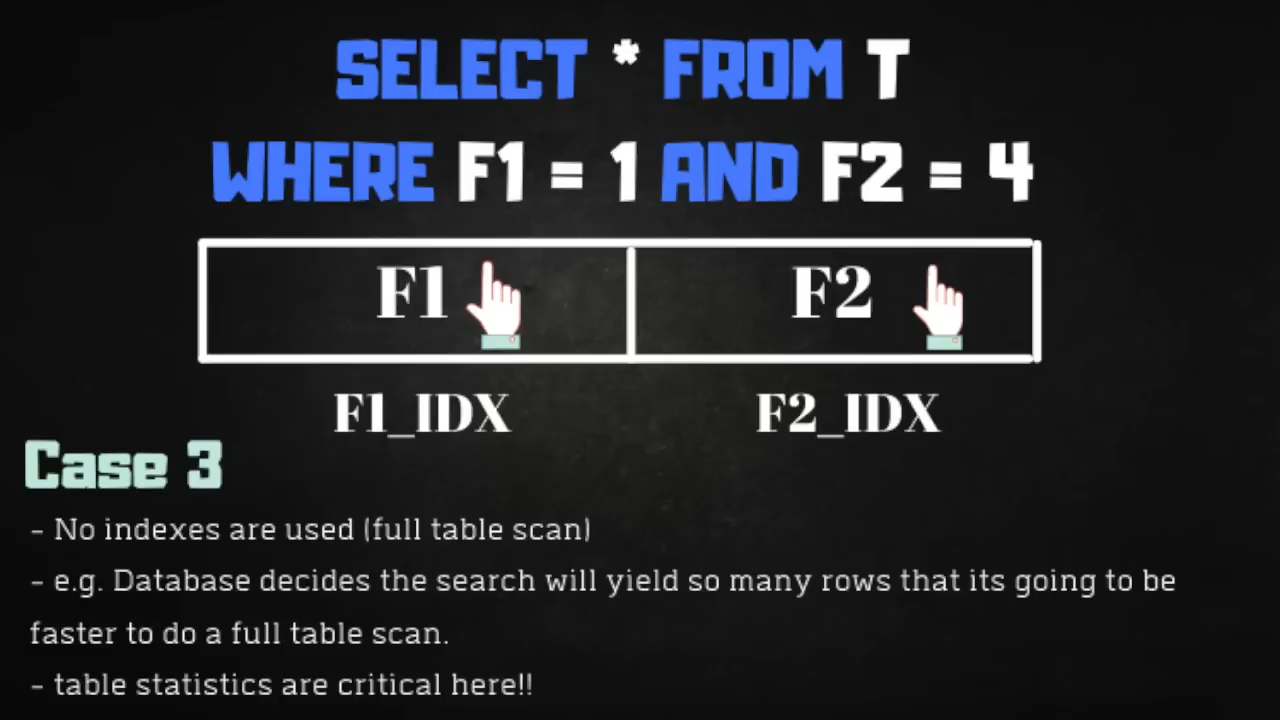 SELECT * FROM T
WHERE F1 = 1 AND F2 = 4
F1 F2
F1_IDX F2_IDX
Case 3
- No indexes are used (full table scan)
- e.g. Database decides the search will yield so many rows that its going to be
faster to do a full table scan.
- table statistics are critical here!!